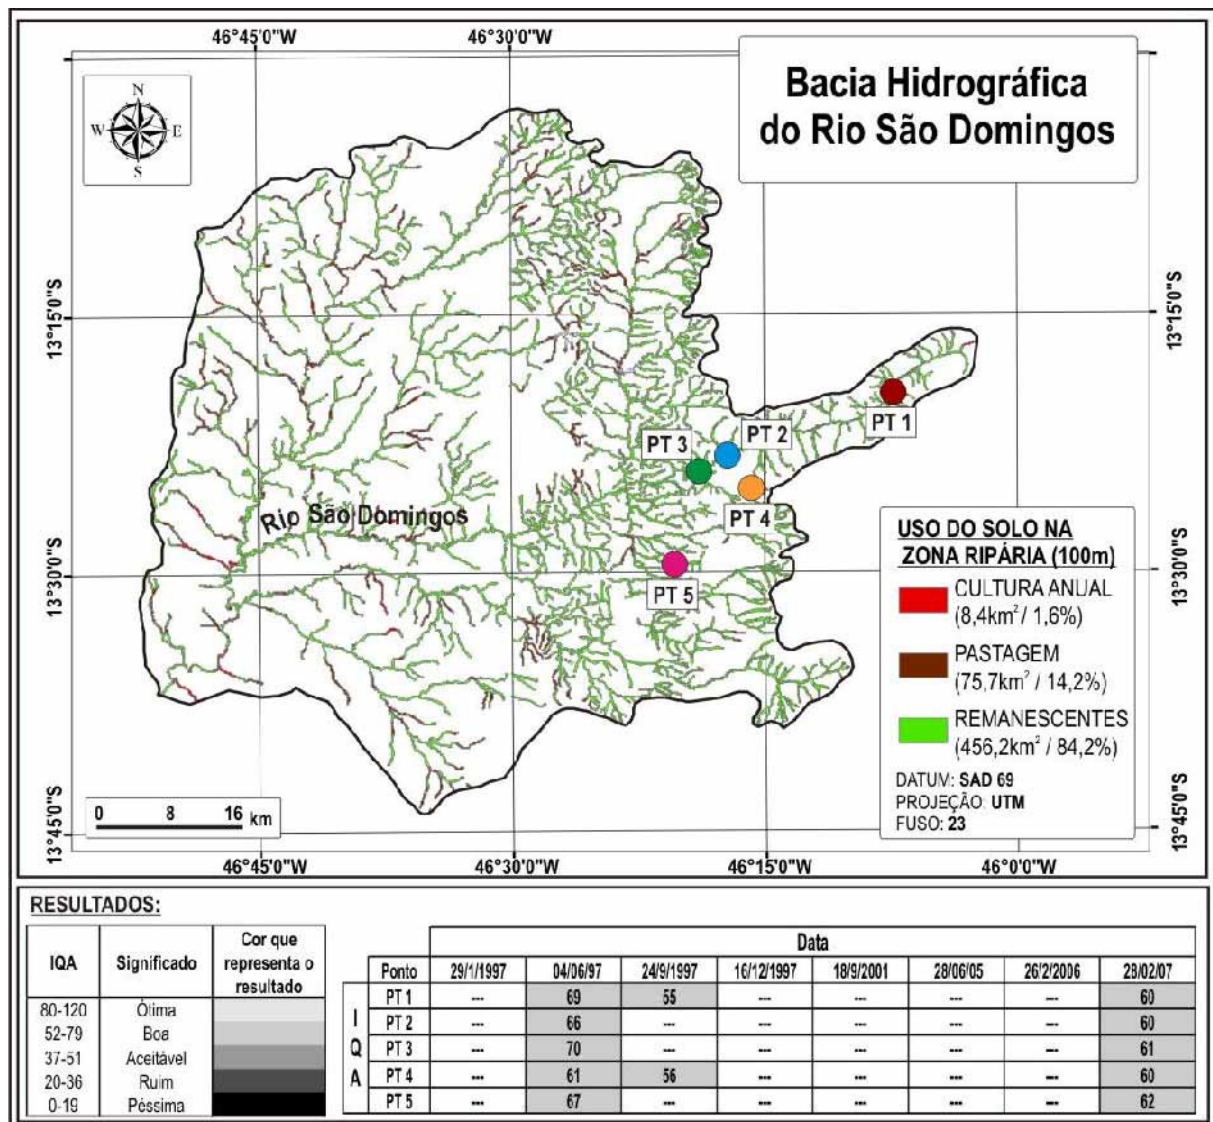 46°45'0"W 46°30'0"W
Bacia Hidrográfica
do Rio São Domingos
N
W E
S
13°15'0"S 13°15'0"S
PT 1
PT 2
PT 3
PT 4
Rio São Domingos
PT 5
13°30'0"S 13°30'0"S
USO DO SOLO NA
ZONA RIPÁRIA (100m)
CULTURA ANUAL
(8,4km² / 1,6%)
PASTAGEM
(75,7km² / 14,2%)
REMANESCENTES
(456,2km² / 84,2%)
DATUM: SAD 69
PROJEÇÃO: UTM
FUSO: 23
0 8 16 km
13°45'0"S 13°45'0"S
46°45'0"W 46°30'0"W 46°15'0"W 46°0'0"W
RESULTADOS:
IQA Significado Cor que representa o resultado
80-120 Ótima
52-79 Boa
37-51 Aceitável
20-36 Ruim
0-19 Péssima
Data
Ponto 29/1/1997 04/06/97 24/9/1997 16/12/1997 18/9/2001 28/06/05 26/2/2006 28/02/07
I Q A
PT 1 --- 69 55 --- --- --- --- 60
PT 2 --- 66 --- --- --- --- --- 60
PT 3 --- 70 --- --- --- --- --- 61
PT 4 --- 61 56 --- --- --- --- 60
PT 5 --- 67 --- --- --- --- --- 62